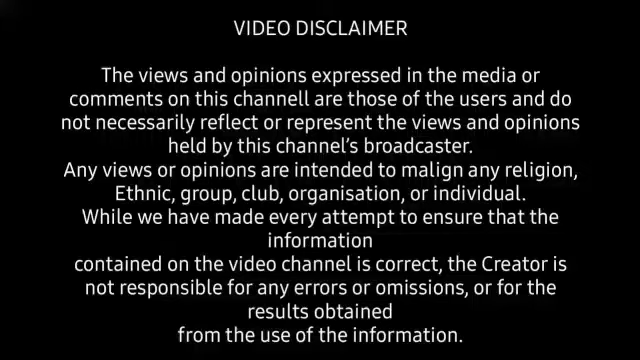 VIDEO DISCLAIMER
The views and opinions expressed in the media or
comments on this channell are those of the users and do
not necessarily reflect or represent the views and opinions
held by this channel's broadcaster.
Any views or opinions are intended to malign any religion,
Ethnic, group, club, organisation, or individual.
While we have made every attempt to ensure that the
information
contained on the video channel is correct, the Creator is
not responsible for any errors or omissions, or for the
results obtained
from the use of the information.